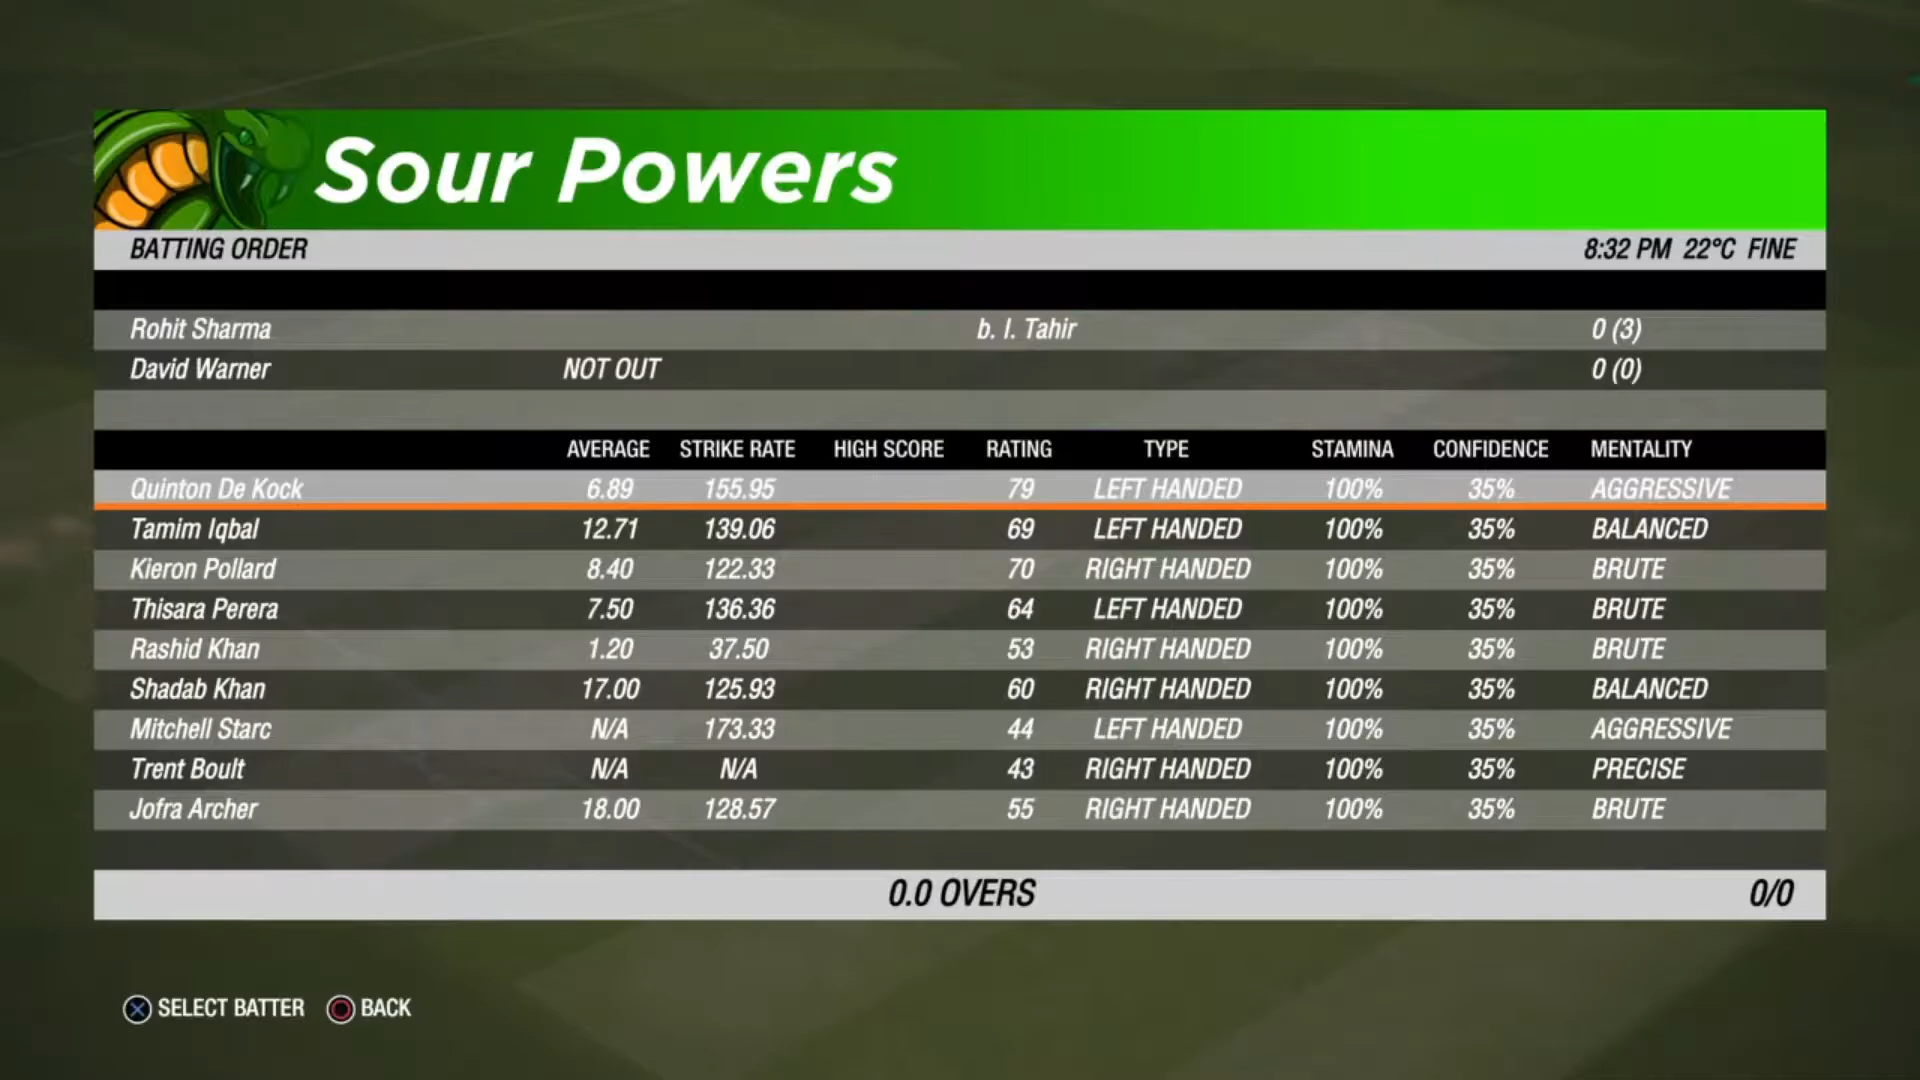 Sour Powers
BATTING ORDER 8:32 PM 22°C FINE
Rohit Sharma b. I. Tahir 0 (3)
David Warner NOT OUT 0 (0)
AVERAGE STRIKE RATE HIGH SCORE RATING TYPE STAMINA CONFIDENCE MENTALITY
Quinton De Kock 6.89 155.95 79 LEFT HANDED 100% 35% AGGRESSIVE
Tamim Iqbal 12.71 139.06 69 LEFT HANDED 100% 35% BALANCED
Kieron Pollard 8.40 122.33 70 RIGHT HANDED 100% 35% BRUTE
Thisara Perera 7.50 136.36 64 LEFT HANDED 100% 35% BRUTE
Rashid Khan 1.20 37.50 53 RIGHT HANDED 100% 35% BRUTE
Shadab Khan 17.00 125.93 60 RIGHT HANDED 100% 35% BALANCED
Mitchell Starc N/A 173.33 44 LEFT HANDED 100% 35% AGGRESSIVE
Trent Boult N/A N/A 43 RIGHT HANDED 100% 35% PRECISE
Jofra Archer 18.00 128.57 55 RIGHT HANDED 100% 35% BRUTE
0.0 OVERS 0/0
SELECT BATTER BACK